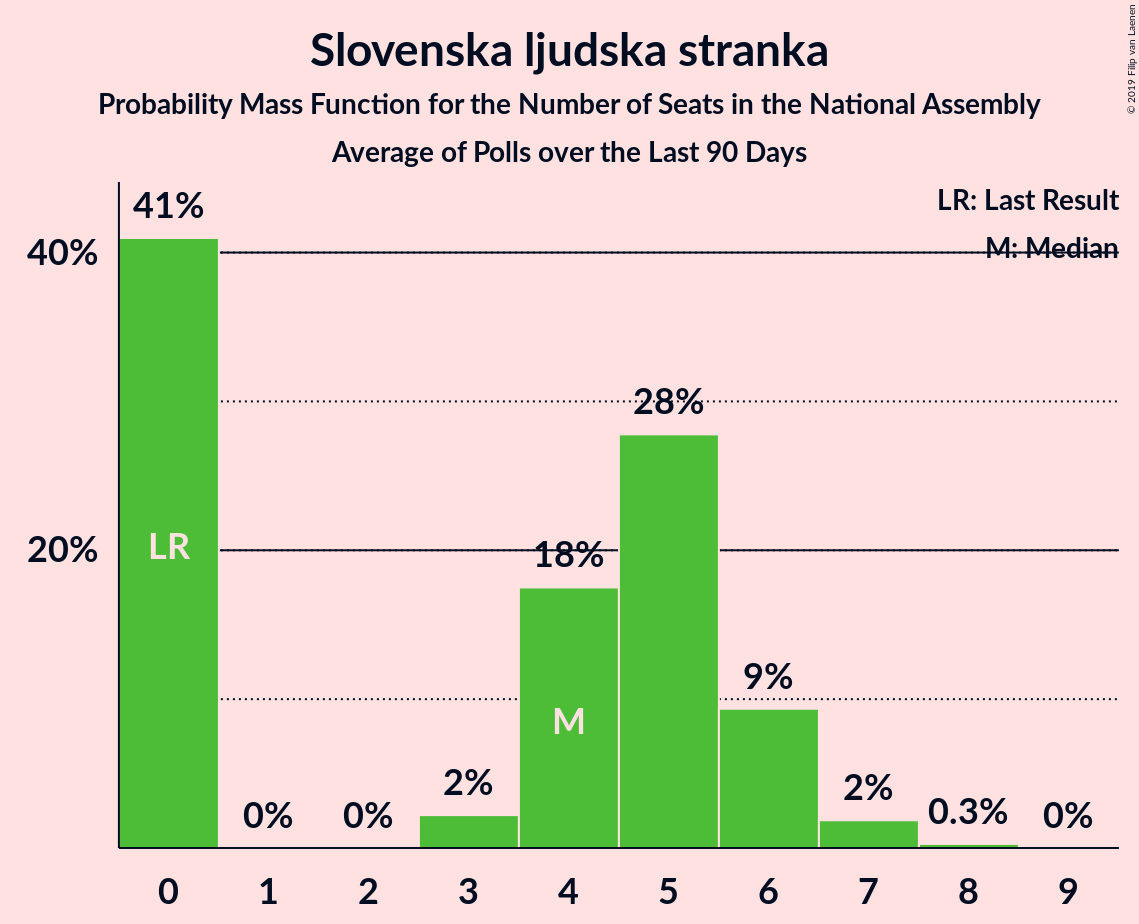 Slovenska ljudska stranka
Probability Mass Function for the Number of Seats in the National Assembly
Average of Polls over the Last 90 Days
© 2019 Filip van Laenen
LR: Last Result
M: Median
41%
40%
28%
20%
18%
LR
9%
M
2%
0%
0%
2%
0.3%
0%
0 1 2 3 4 5 6 7 8 9